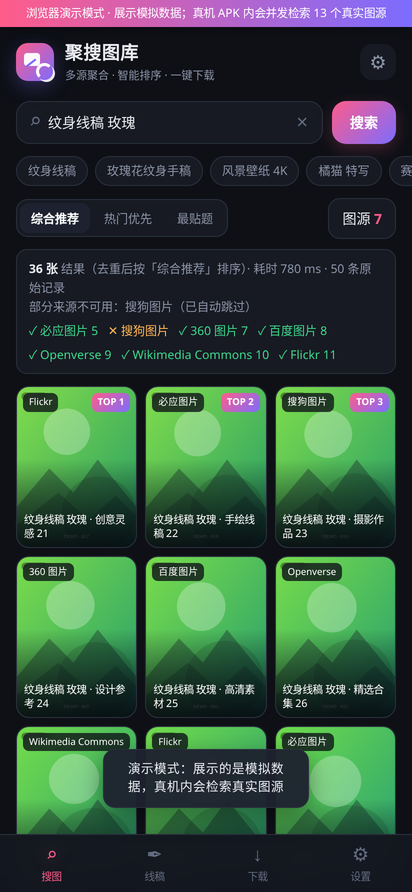 浏览器演示模式 · 展示模拟数据；真机 APK 内会并发检索 13 个真实图源
聚搜图库
多源聚合 · 智能排序 · 一键下载
纹身线稿 玫瑰
搜索
纹身线稿 玫瑰花纹身手稿 风景壁纸 4K 橘猫 特写
综合推荐 热门优先 最贴题
图源 7
36 张 结果（去重后按「综合推荐」排序）· 耗时 780 ms · 50 条原
始记录
部分来源不可用：搜狗图片（已自动跳过）
✓ 必应图片 5 ✕ 搜狗图片 ✓ 360 图片 7 ✓ 百度图片 8
✓ Openverse 9 ✓ Wikimedia Commons 10 ✓ Flickr 11
Flickr TOP 1
纹身线稿 玫瑰 · 创意灵
感 21
必应图片 TOP 2
纹身线稿 玫瑰 · 手绘线
稿 22
搜狗图片 TOP 3
纹身线稿 玫瑰 · 摄影作
品 23
360 图片
纹身线稿 玫瑰 · 设计参
考 24
百度图片
纹身线稿 玫瑰 · 高清素
材 25
Openverse
纹身线稿 玫瑰 · 精选合
集 26
Wikimedia Commons
Flickr
必应图片
演示模式：展示的是模拟数
据，真机内会检索真实图源
搜图 线稿 下载 设置